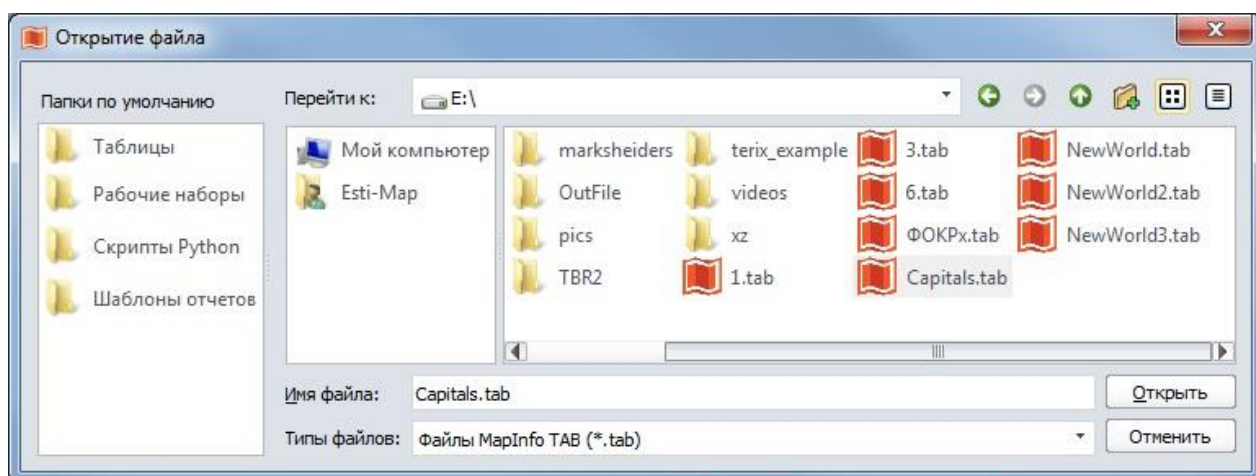 Открытие файла
Папки по умолчанию
Таблицы
Рабочие наборы
Скрипты Python
Шаблоны отчетов
Перейти к: E:\
Мой компьютер
Esti-Map
marksheiders terix_example 3.tab NewWorld.tab
OutFile videos 6.tab NewWorld2.tab
pics xz ФОКРх.tab NewWorld3.tab
TBR2 1.tab Capitals.tab
Имя файла: Capitals.tab Открыть
Типы файлов: Файлы MapInfo TAB (*.tab) Отменить